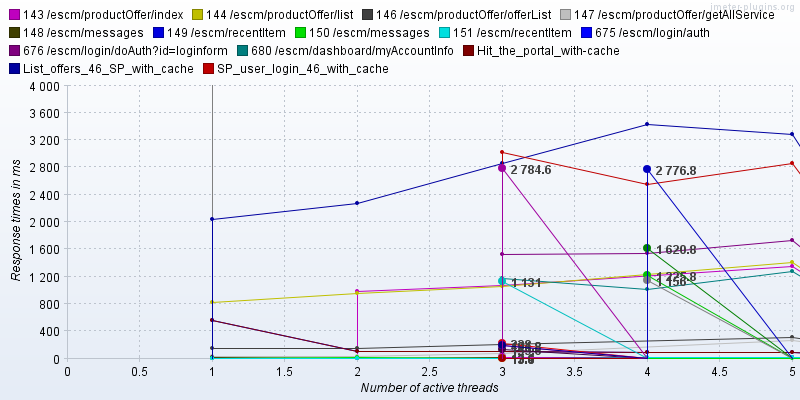 jmeter-plugins.org
143 /escm/productOffer/index 144 /escm/productOffer/list 146 /escm/productOffer/offerList 147 /escm/productOffer/getAllService
148 /escm/messages 149 /escm/recentItem 150 /escm/messages 151 /escm/recentItem 675 /escm/login/auth
676 /escm/login/doAuth?id=loginform 680 /escm/dashboard/myAccountInfo Hit_the_portal_with-cache
List_offers_46_SP_with_cache SP_user_login_46_with_cache
4 000
3 600
3 200
2 800
2 400
2 000
1 600
1 200
800
400
0
Response times in ms
2 784.6
2 776.8
1 620.8
1 131
1 156
0 0.5 1 1.5 2 2.5 3 3.5 4 4.5 5
Number of active threads